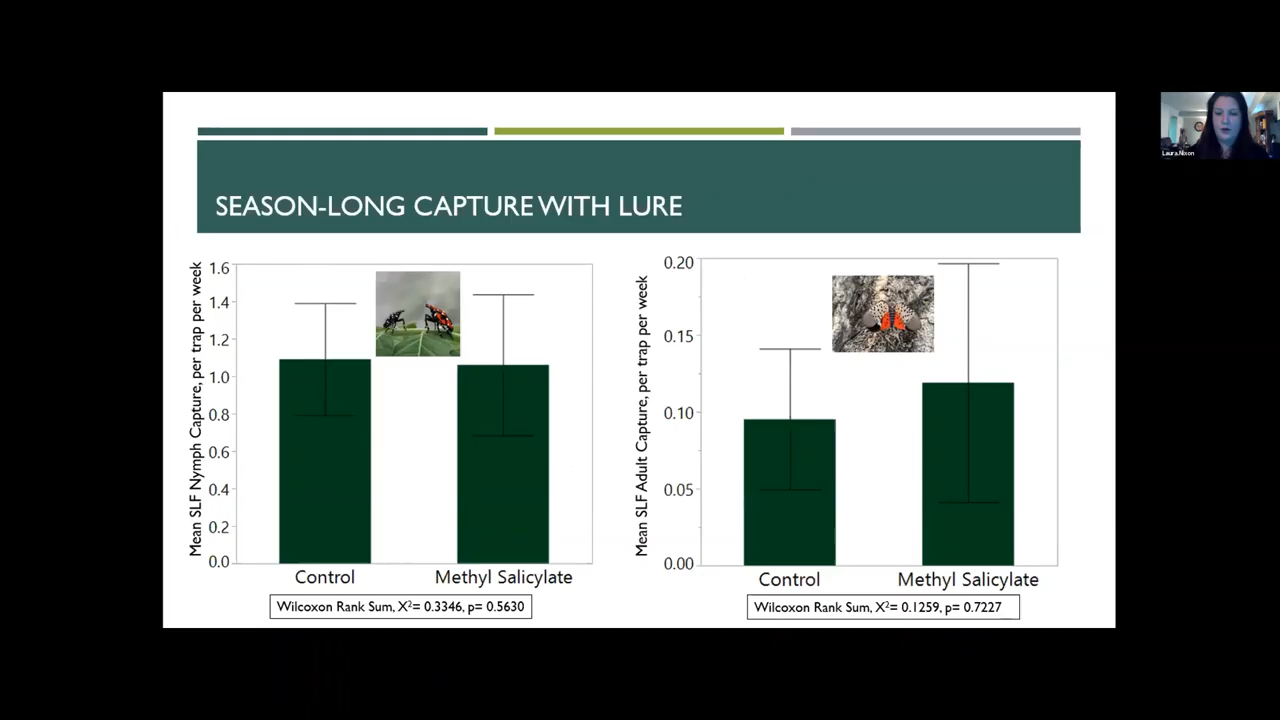 SEASON-LONG CAPTURE WITH LURE
Mean SLF Nymph Capture, per trap per week
1.6
1.4
1.2
1.0
0.8
0.6
0.4
0.2
0.0
Control
Methyl Salicylate
Wilcoxon Rank Sum, X²= 0.3346, p= 0.5630
Mean SLF Adult Capture, per trap per week
0.20
0.15
0.10
0.05
0.00
Control
Methyl Salicylate
Wilcoxon Rank Sum, X²= 0.1259, p= 0.7227
Laura.Nixon